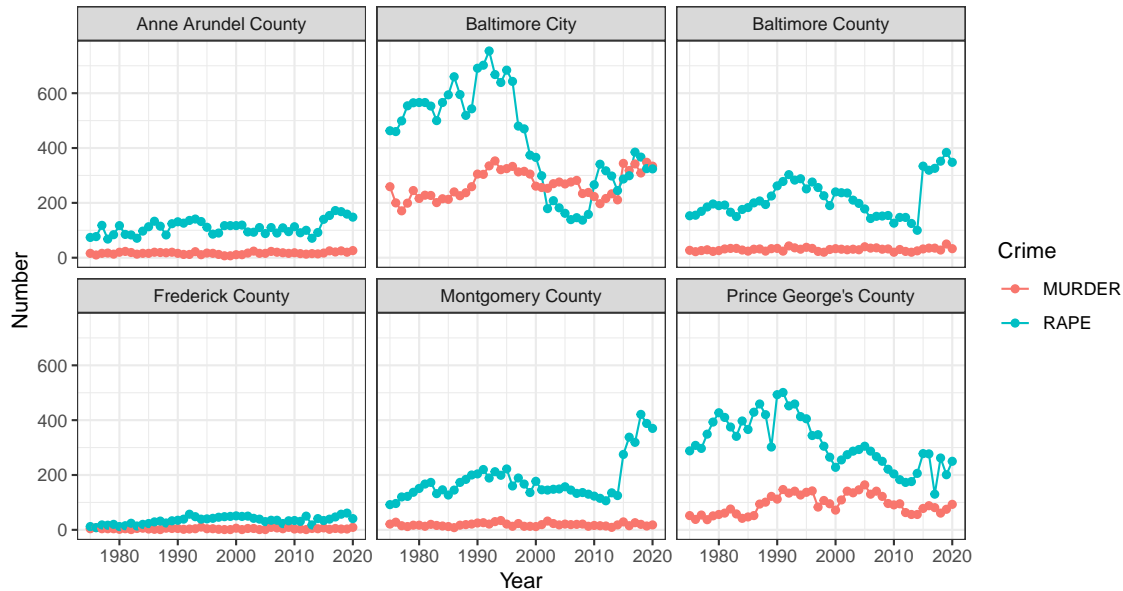 Anne Arundel County
Baltimore City
Baltimore County
600
400
200
0
Frederick County
Montgomery County
Prince George's County
600
400
200
0
1980 1990 2000 2010 2020
1980 1990 2000 2010 2020
1980 1990 2000 2010 2020
Year
Number
Crime
MURDER
RAPE